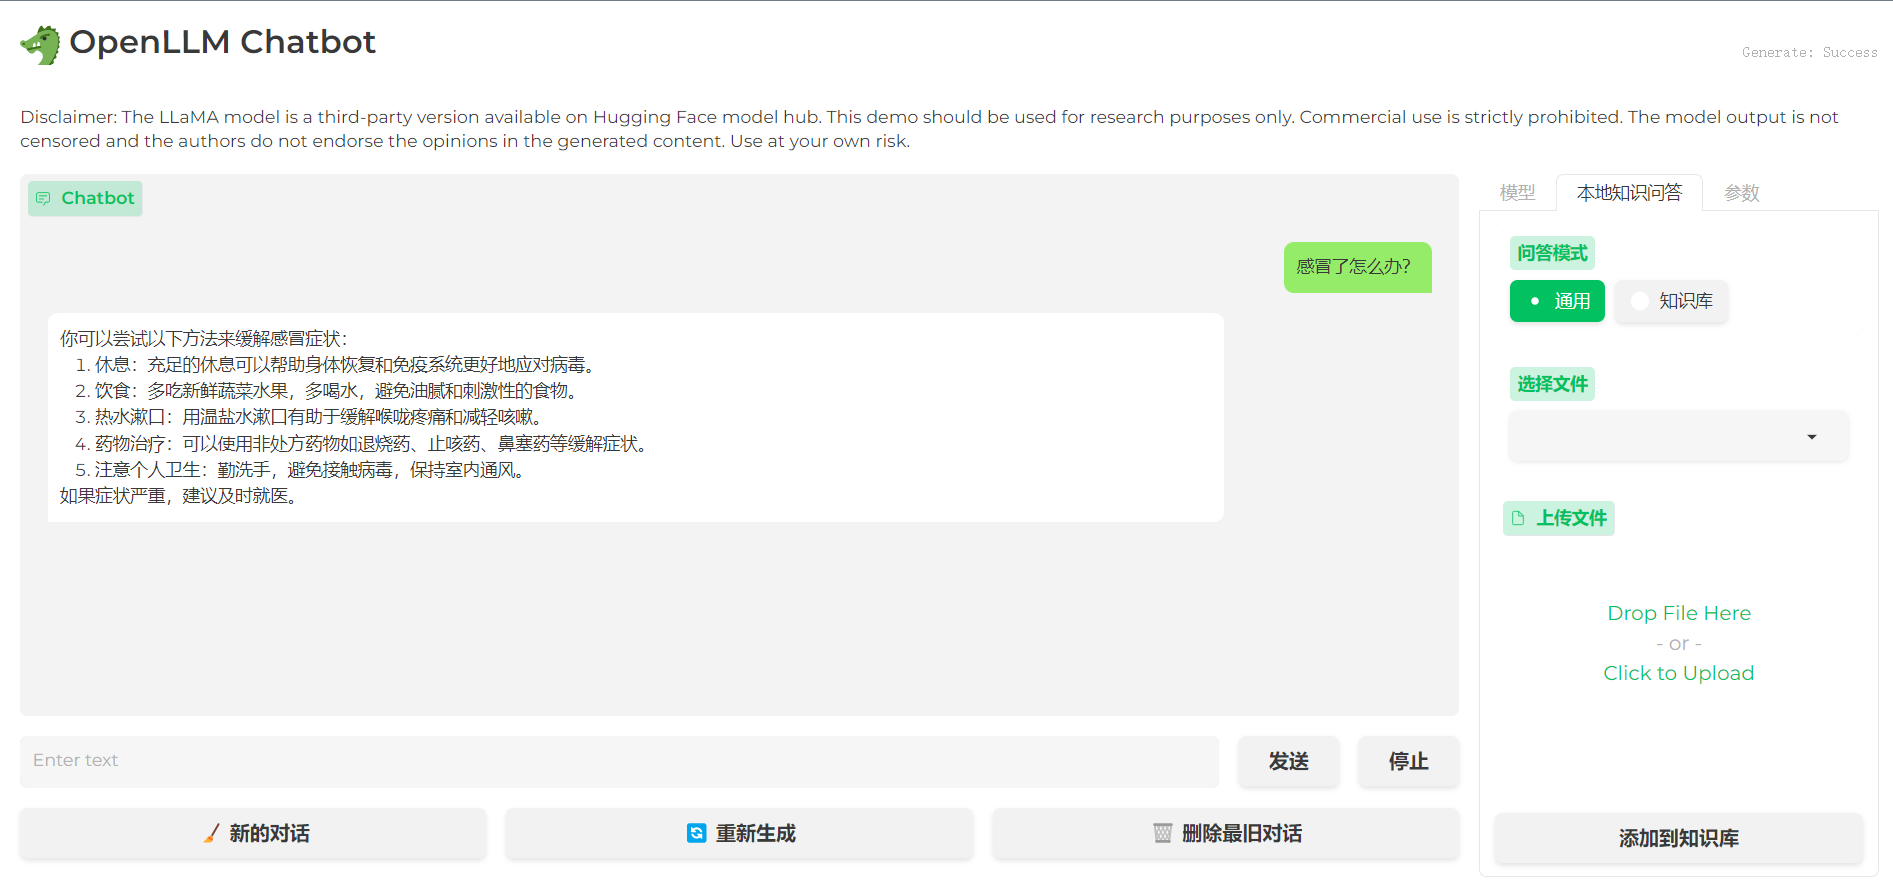 OpenLLM Chatbot
Generate: Success
Disclaimer: The LLaMA model is a third-party version available on Hugging Face model hub. This demo should be used for research purposes only. Commercial use is strictly prohibited. The model output is not
censored and the authors do not endorse the opinions in the generated content. Use at your own risk.
Chatbot
感冒了怎么办？
你可以尝试以下方法来缓解感冒症状：
1. 休息：充足的休息可以帮助身体恢复和免疫系统更好地应对病毒。
2. 饮食：多吃新鲜蔬菜水果，多喝水，避免油腻和刺激性的食物。
3. 热水漱口：用温盐水漱口有助于缓解喉咙疼痛和减轻咳嗽。
4. 药物治疗：可以使用非处方药物如退烧药、止咳药、鼻塞药等缓解症状。
5. 注意个人卫生：勤洗手，避免接触病毒，保持室内通风。
如果症状严重，建议及时就医。
Enter text
发送
停止
新的对话
重新生成
删除最旧对话
模型
本地知识问答
参数
问答模式
通用
知识库
选择文件
上传文件
Drop File Here
- or -
Click to Upload
添加到知识库